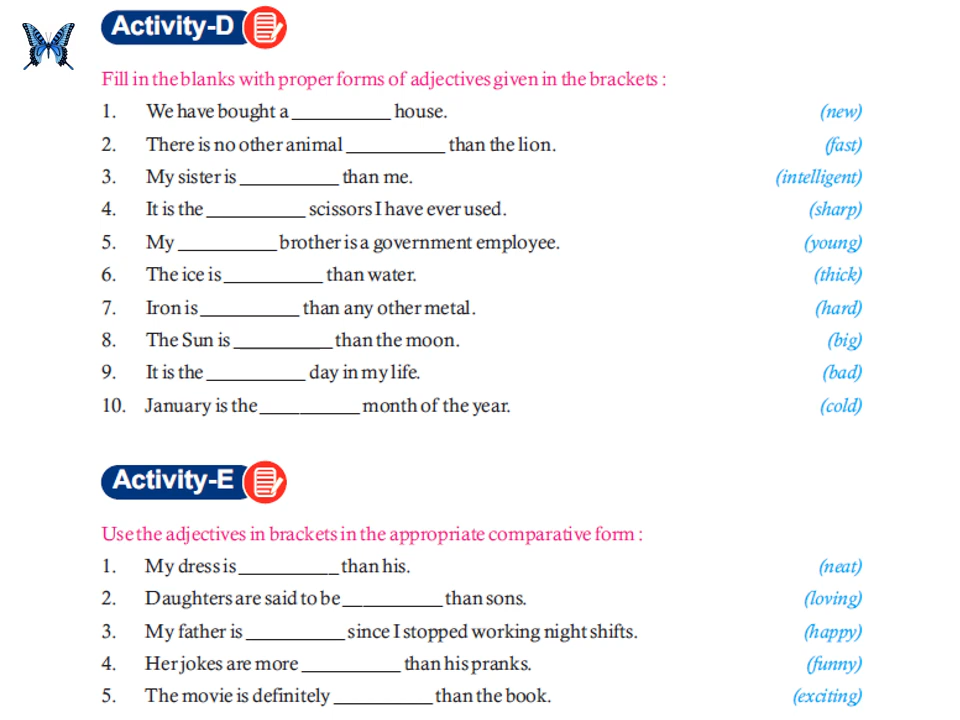 Activity-D
Fill in the blanks with proper forms of adjectives given in the brackets :
1. We have bought a __________ house. (new)
2. There is no other animal __________ than the lion. (fast)
3. My sister is __________ than me. (intelligent)
4. It is the __________ scissors I have ever used. (sharp)
5. My __________ brother is a government employee. (young)
6. The ice is __________ than water. (thick)
7. Iron is __________ than any other metal. (hard)
8. The Sun is __________ than the moon. (big)
9. It is the __________ day in my life. (bad)
10. January is the __________ month of the year. (cold)
Activity-E
Use the adjectives in brackets in the appropriate comparative form :
1. My dress is __________ than his. (neat)
2. Daughters are said to be __________ than sons. (loving)
3. My father is __________ since I stopped working night shifts. (happy)
4. Her jokes are more __________ than his pranks. (funny)
5. The movie is definitely __________ than the book. (exciting)